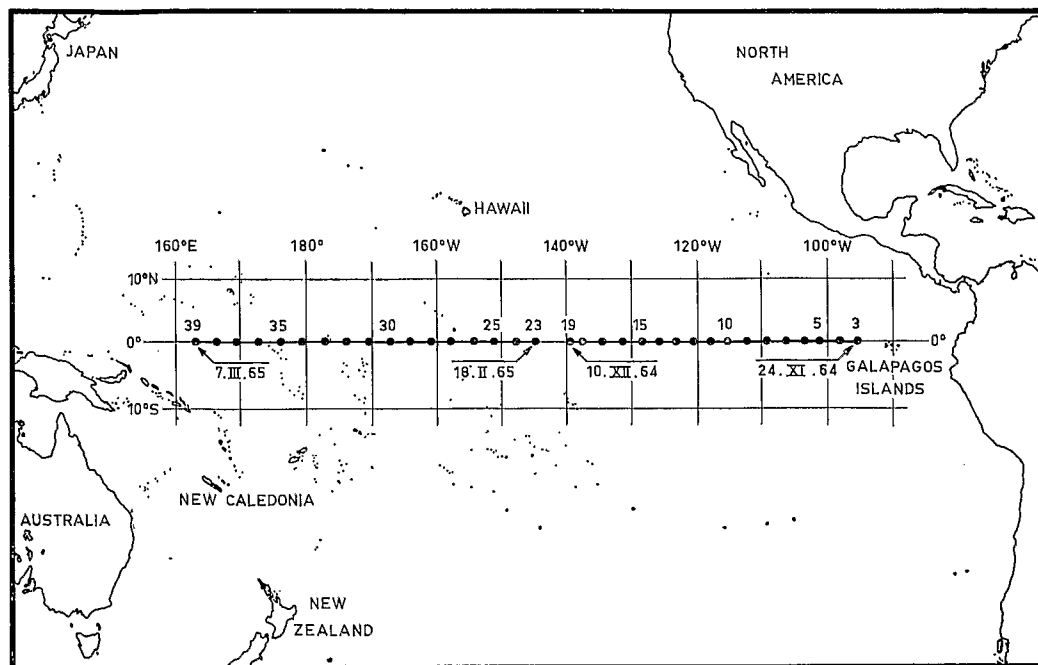 JAPAN
NORTH
AMERICA
HAWAII
160°E 180° 160°W 140°W 120°W 100°W
10°N
39 35 30 25 23 19 15 10 5 3
0° 0°
7.III.65 18.II.65 10.XII.64 24.XI.64
GALAPAGOS
ISLANDS
10°S
NEW CALEDONIA
AUSTRALIA
NEW
ZEALAND